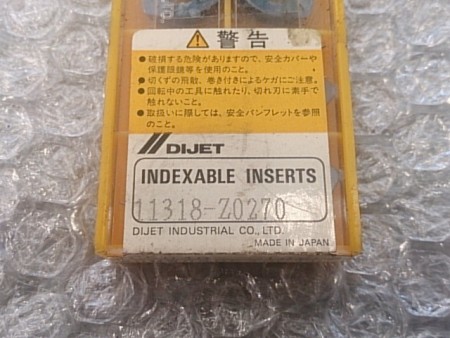 警告
●破損する危険がありますので、安全カバーや
保護眼鏡等を使用のこと。
●切くずの飛散、巻き付きによるケガにご注意。
●回転中の工具に触れたり、切れ刃に素手で
触れないこと。
●取扱いに際しては、安全パンフレットを参照
のこと。
DIJET
INDEXABLE INSERTS
11318-Z0270
DIJET INDUSTRIAL CO., LTD.
MADE IN JAPAN